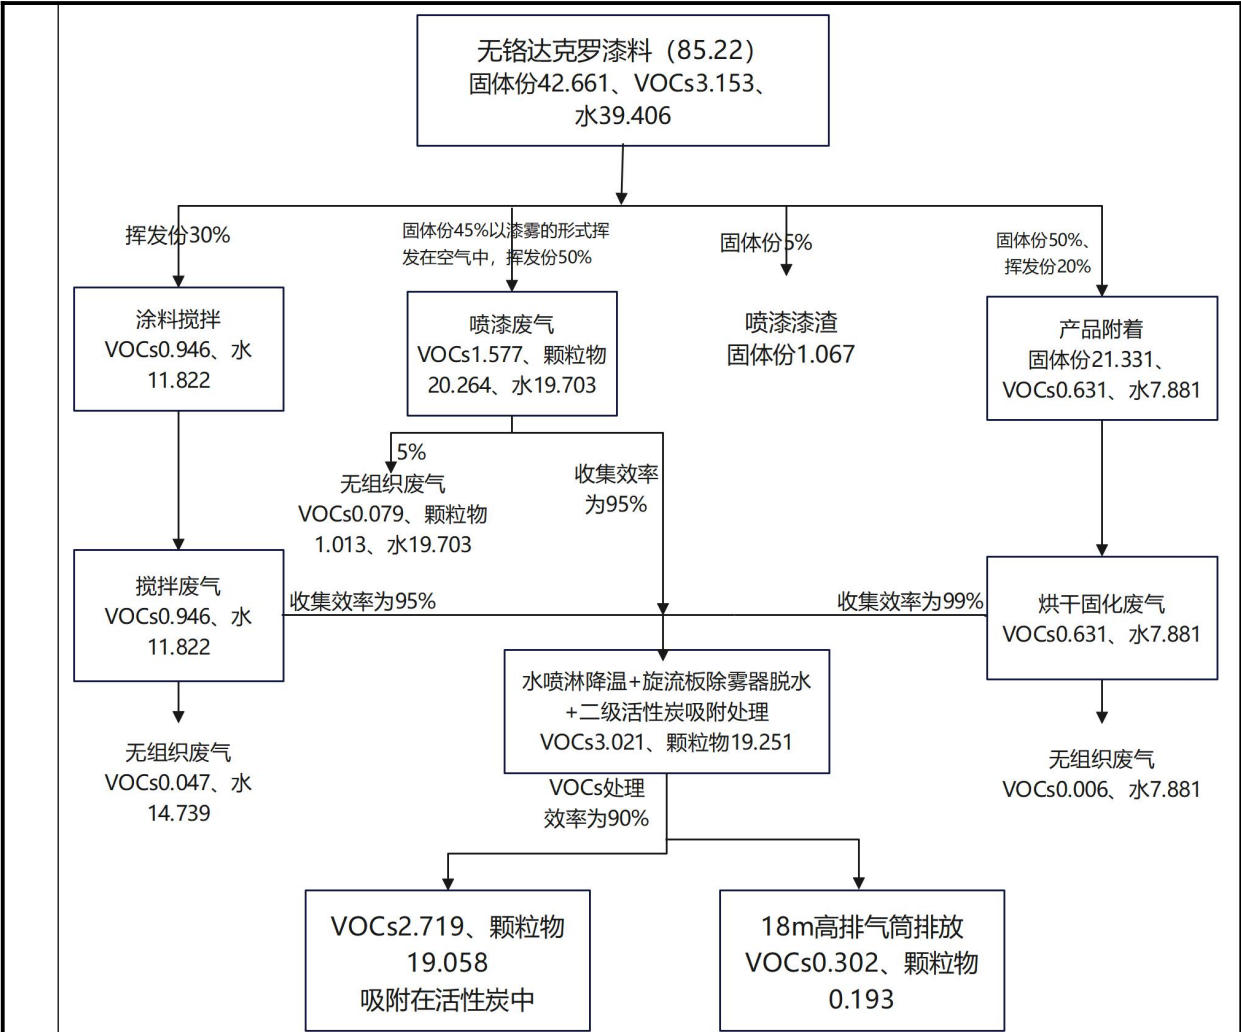 无铬达克罗漆料（85.22）
固体份42.661、VOCs3.153、
水39.406
挥发份30%
固体份45%以漆雾的形式挥
发在空气中，挥发份50%
固体份5%
固体份50%、
挥发份20%
涂料搅拌
VOCs0.946、水
11.822
喷漆废气
VOCs1.577、颗粒物
20.264、水19.703
喷漆漆渣
固体份1.067
产品附着
固体份21.331、
VOCs0.631、水7.881
5%
无组织废气
VOCs0.079、颗粒物
1.013、水19.703
收集效率
为95%
搅拌废气
VOCs0.946、水
11.822
收集效率为95%
收集效率为99%
烘干固化废气
VOCs0.631、水7.881
水喷淋降温+旋流板除雾器脱水
+二级活性炭吸附处理
VOCs3.021、颗粒物19.251
无组织废气
VOCs0.047、水
14.739
无组织废气
VOCs0.006、水7.881
VOCs处理
效率为90%
VOCs2.719、颗粒物
19.058
吸附在活性炭中
18m高排气筒排放
VOCs0.302、颗粒物
0.193